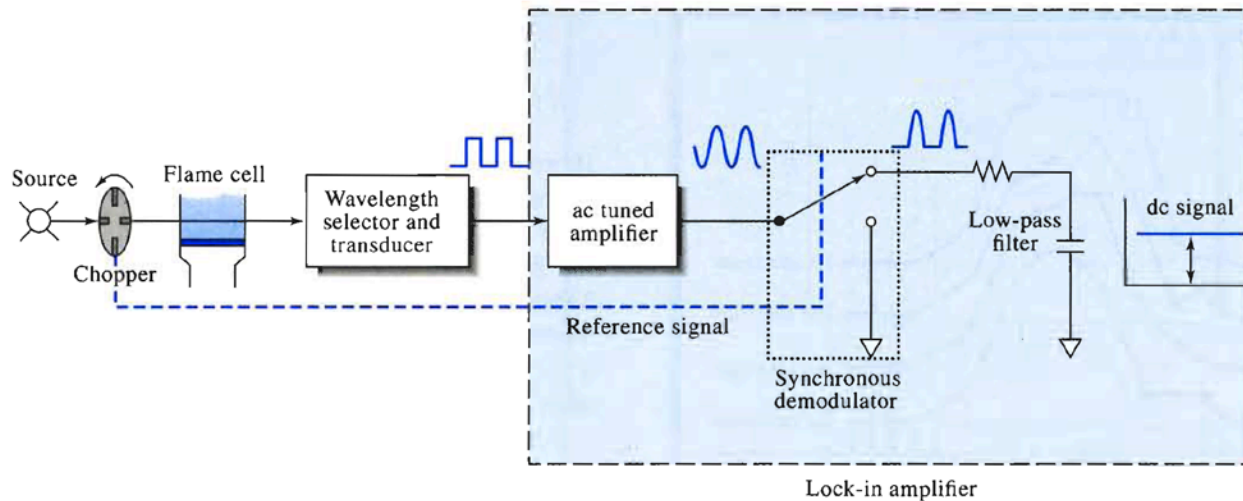 Source
Chopper
Flame cell
Wavelength
selector and
transducer
ac tuned
amplifier
Reference signal
Synchronous
demodulator
Low-pass
filter
dc signal
Lock-in amplifier